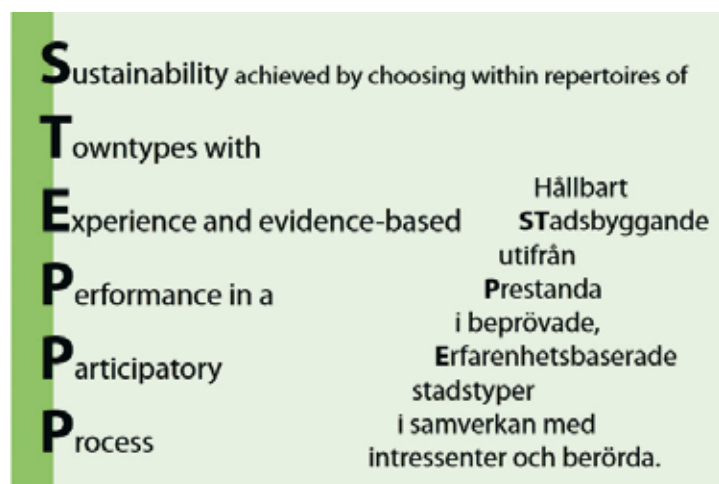 Sustainability achieved by choosing within repertoires of
Towntypes with
Experience and evidence-based
Performance in a
Participatory
Process
Hållbart
STadsbyggande
utifrån
Prestanda
i beprövade,
Erfarenhetsbaserade
stadstyper
i samverkan med
intressenter och berörda.